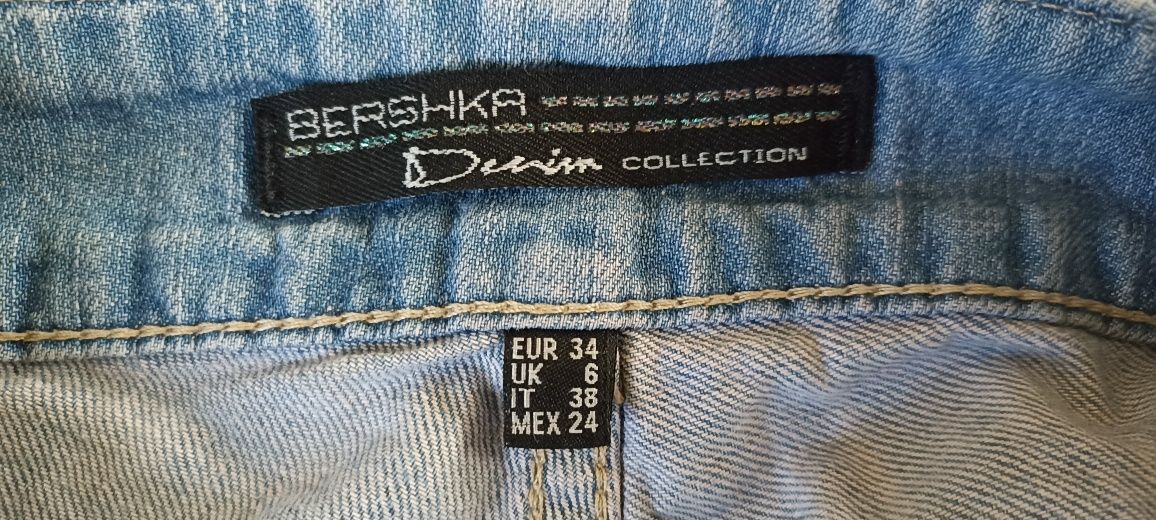 BERSHKA
Denim COLLECTION
EUR 34
UK 6
IT 38
MEX 24